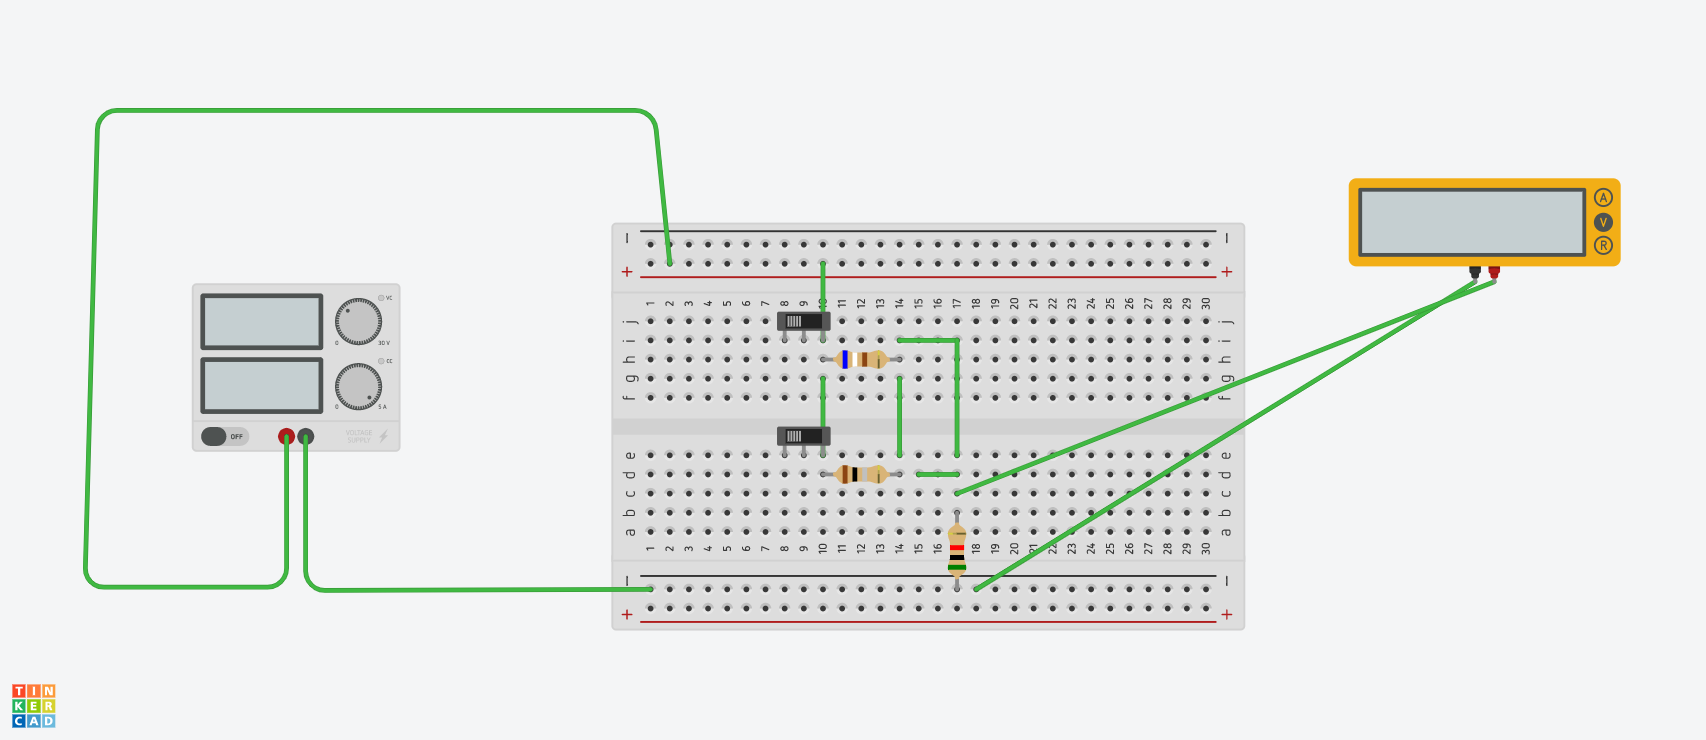 A
V
R
− −
+ +
VC
0 30 V
CC
0 5 A
OFF
VOLTAGE
SUPPLY
1 2 3 4 5 6 7 8 9 10 11 12 13 14 15 16 17 18 19 20 21 22 23 24 25 26 27 28 29 30
j j
i i
h h
g g
f f
e e
d d
c c
b b
a a
1 2 3 4 5 6 7 8 9 10 11 12 13 14 15 16 17 18 19 20 21 22 23 24 25 26 27 28 29 30
− −
+ +
TIN
KER
CAD